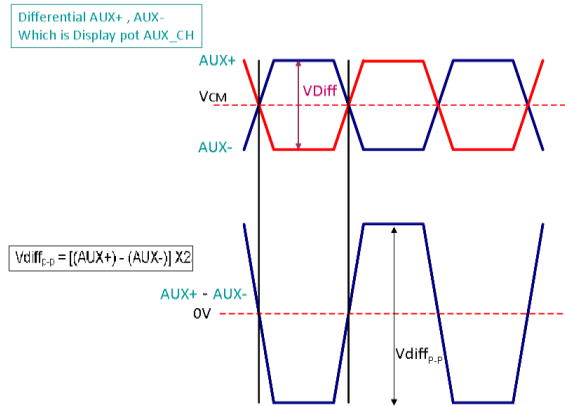 Differential AUX+ , AUX-
Which is Display pot AUX_CH
AUX+
VDiff
VCM
AUX-
Vdiffp-p = [(AUX+) - (AUX-)] X2
AUX+ - AUX-
0V
VdiffP-P